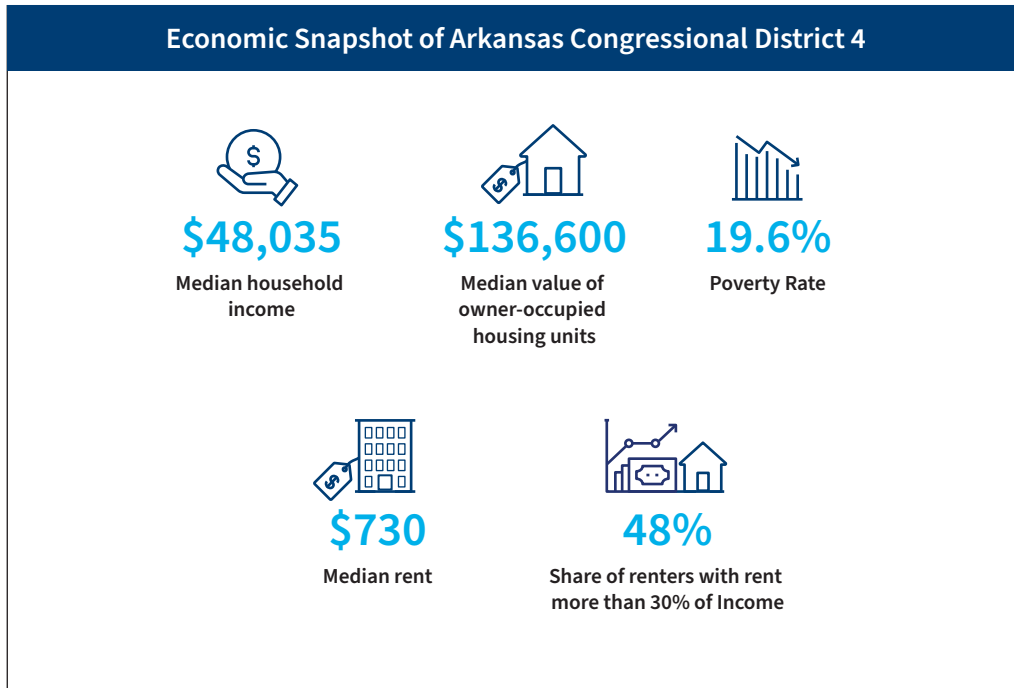 Economic Snapshot of Arkansas Congressional District 4
$
$
$48,035
Median household
income
$136,600
Median value of
owner-occupied
housing units
19.6%
Poverty Rate
$
$730
Median rent
48%
Share of renters with rent
more than 30% of Income